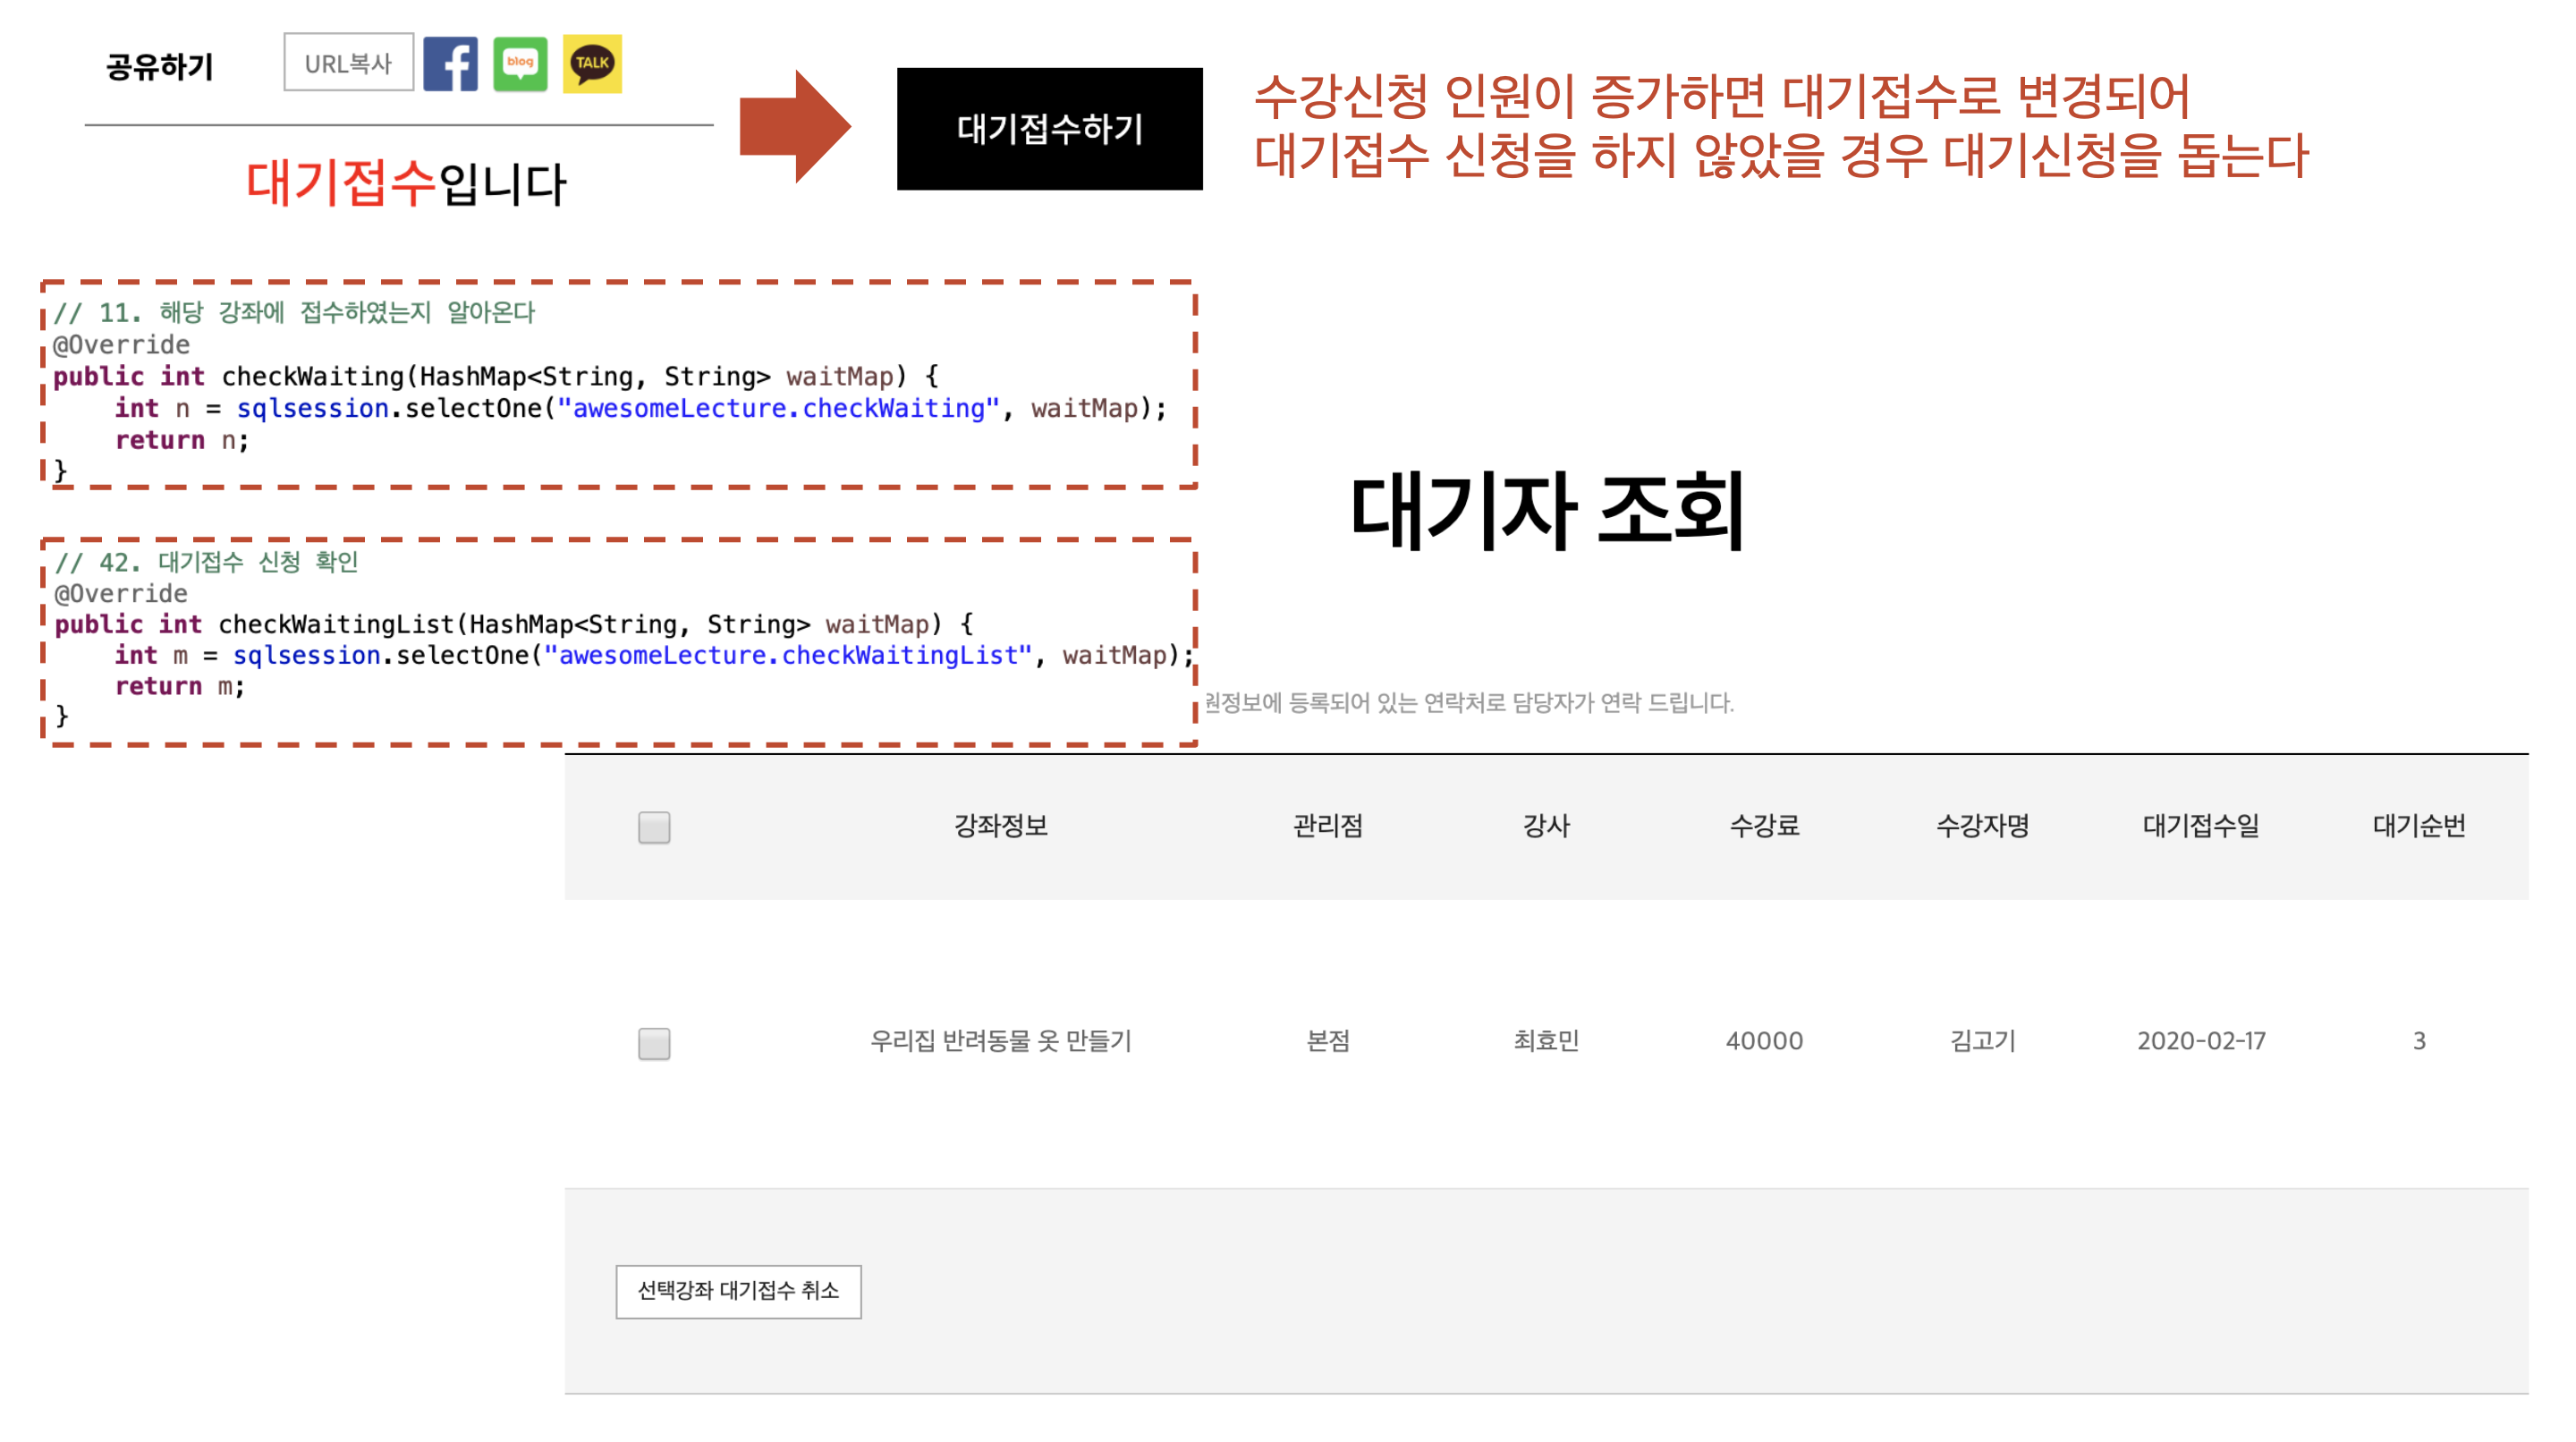 공유하기 URL복사 f blog TALK
대기접수입니다
대기접수하기
수강신청 인원이 증가하면 대기접수로 변경되어
대기접수 신청을 하지 않았을 경우 대기신청을 돕는다
// 11. 해당 강좌에 접수하였는지 알아온다
@Override
public int checkWaiting(HashMap<String, String> waitMap) {
int n = sqlsession.selectOne("awesomeLecture.checkWaiting", waitMap);
return n;
}
// 42. 대기접수 신청 확인
@Override
public int checkWaitingList(HashMap<String, String> waitMap) {
int m = sqlsession.selectOne("awesomeLecture.checkWaitingList", waitMap);
return m;
}
대기자 조회
원정보에 등록되어 있는 연락처로 담당자가 연락 드립니다.
강좌정보 관리점 강사 수강료 수강자명 대기접수일 대기순번
우리집 반려동물 옷 만들기 본점 최효민 40000 김고기 2020-02-17 3
선택강좌 대기접수 취소